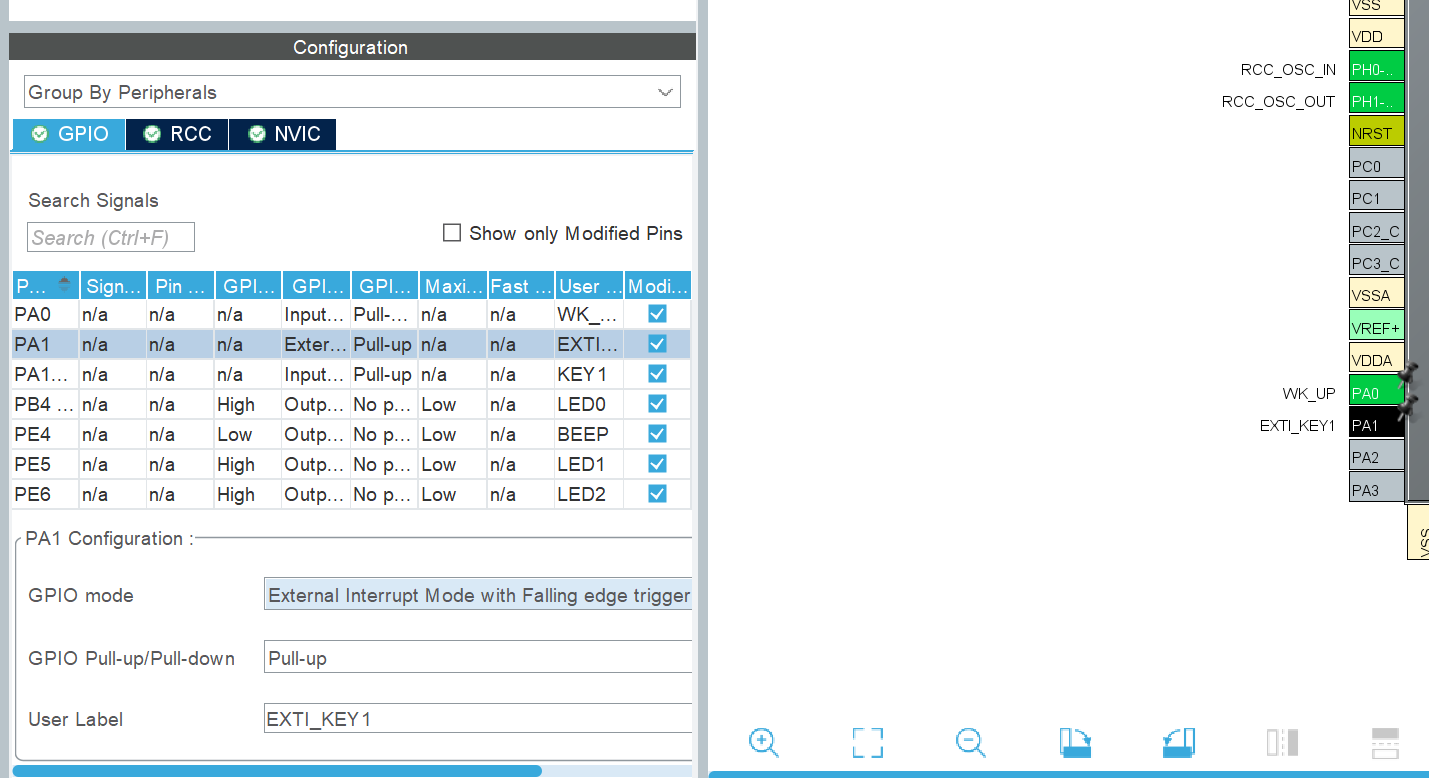 Configuration
Group By Peripherals
GPIO RCC NVIC
Search Signals
Search (Ctrl+F)
Show only Modified Pins
P... Sign... Pin ... GPI... GPI... GPI... Maxi... Fast ... User ... Modi...
PA0 n/a n/a n/a Input... Pull-... n/a n/a WK_...
PA1 n/a n/a n/a Exter... Pull-up n/a n/a EXTI...
PA1... n/a n/a n/a Input... Pull-up n/a n/a KEY1
PB4 ... n/a n/a High Outp... No p... Low n/a LED0
PE4 n/a n/a Low Outp... No p... Low n/a BEEP
PE5 n/a n/a High Outp... No p... Low n/a LED1
PE6 n/a n/a High Outp... No p... Low n/a LED2
PA1 Configuration :
GPIO mode External Interrupt Mode with Falling edge trigger
GPIO Pull-up/Pull-down Pull-up
User Label EXTI_KEY1
VSS
VDD
RCC_OSC_IN PH0-..
RCC_OSC_OUT PH1-..
NRST
PC0
PC1
PC2_C
PC3_C
VSSA
VREF+
VDDA
WK_UP PA0
EXTI_KEY1 PA1
PA2
PA3
VSS